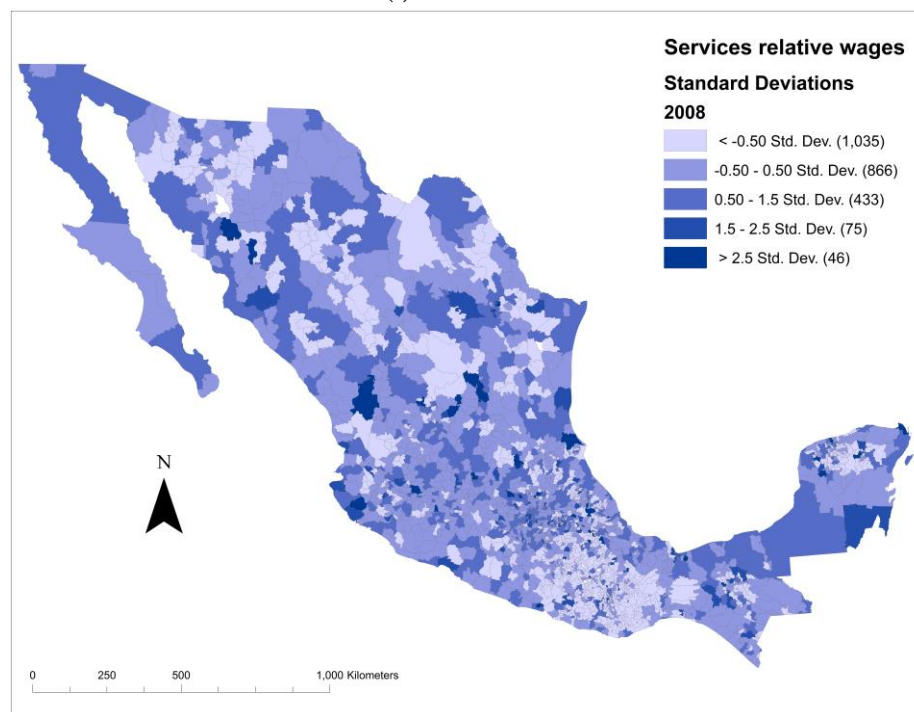 Services relative wages
Standard Deviations
2008
< -0.50 Std. Dev. (1,035)
-0.50 - 0.50 Std. Dev. (866)
0.50 - 1.5 Std. Dev. (433)
1.5 - 2.5 Std. Dev. (75)
> 2.5 Std. Dev. (46)
N
0 250 500 1,000 Kilometers